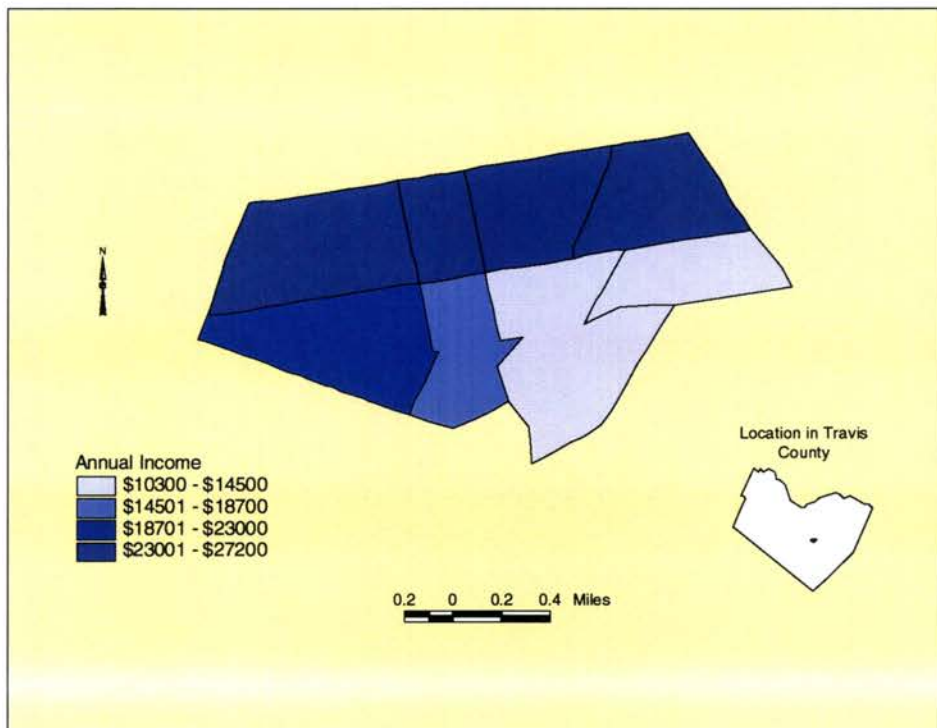 N
Annual Income
$10300 - $14500
$14501 - $18700
$18701 - $23000
$23001 - $27200
Location in Travis
County
0.2 0 0.2 0.4 Miles